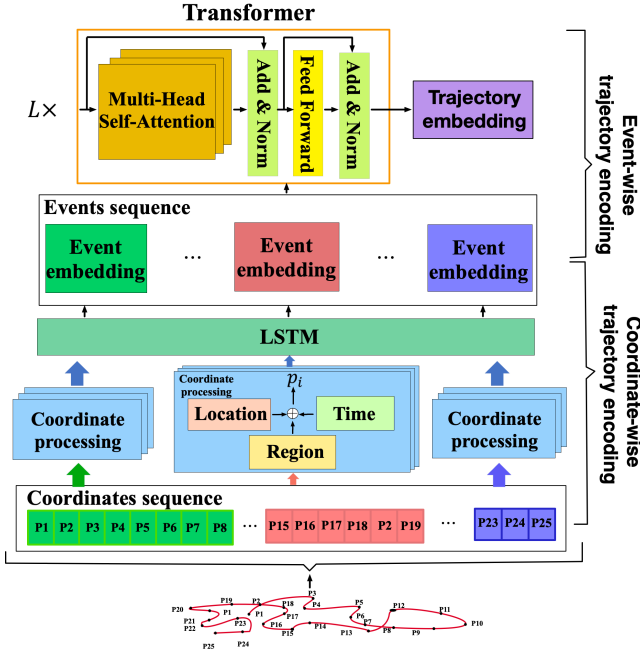 Transformer
L×
Multi-Head
Self-Attention
Add & Norm
Feed Forward
Add & Norm
Trajectory
embedding
Event-wise
trajectory encoding
Events sequence
Event
embedding
...
Event
embedding
...
Event
embedding
LSTM
Coordinate-wise
trajectory encoding
Coordinate
processing
Coordinate
processing
p_i
Location
Time
Region
Coordinate
processing
Coordinates sequence
P1 P2 P3 P4 P5 P6 P7 P8 ... P15 P16 P17 P18 P2 P19 ... P23 P24 P25
P3
P20 P19 P2 P18 P4 P5 P12 P11
P1 P1 P17 P6
P21 P23 P16 P14 P7 P10
P22 P15 P13 P8 P9
P25 P24